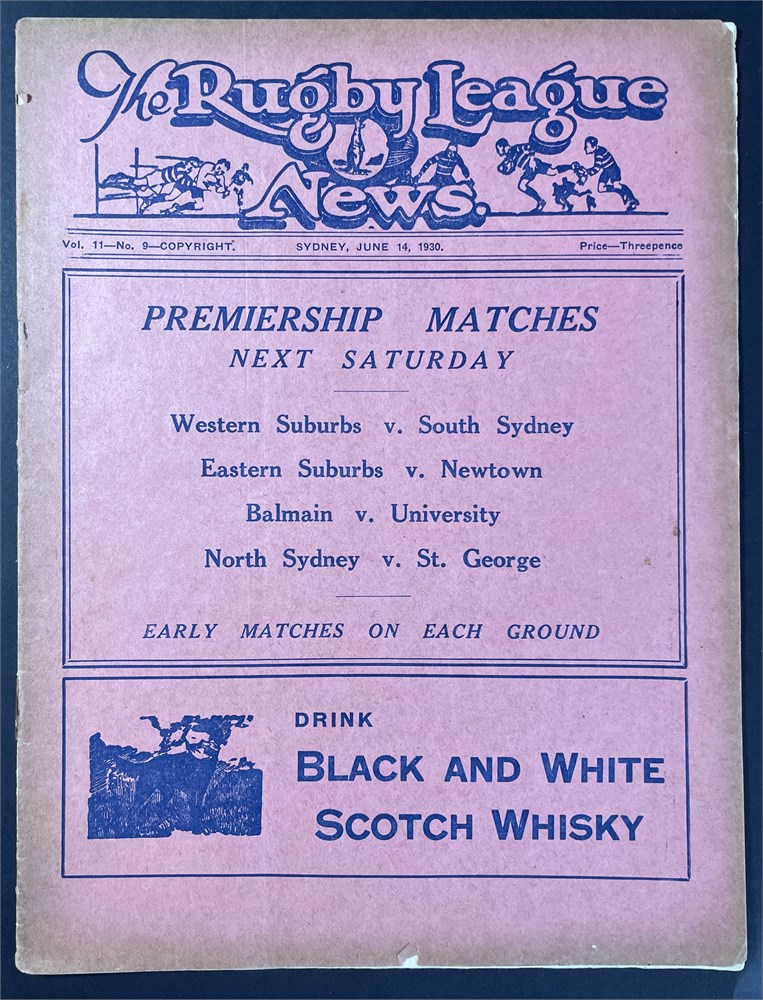 The Rugby League
News.
Vol. 11—No. 9—COPYRIGHT. SYDNEY, JUNE 14, 1930. Price—Threepence
PREMIERSHIP MATCHES
NEXT SATURDAY
Western Suburbs v. South Sydney
Eastern Suburbs v. Newtown
Balmain v. University
North Sydney v. St. George
EARLY MATCHES ON EACH GROUND
DRINK
BLACK AND WHITE
SCOTCH WHISKY